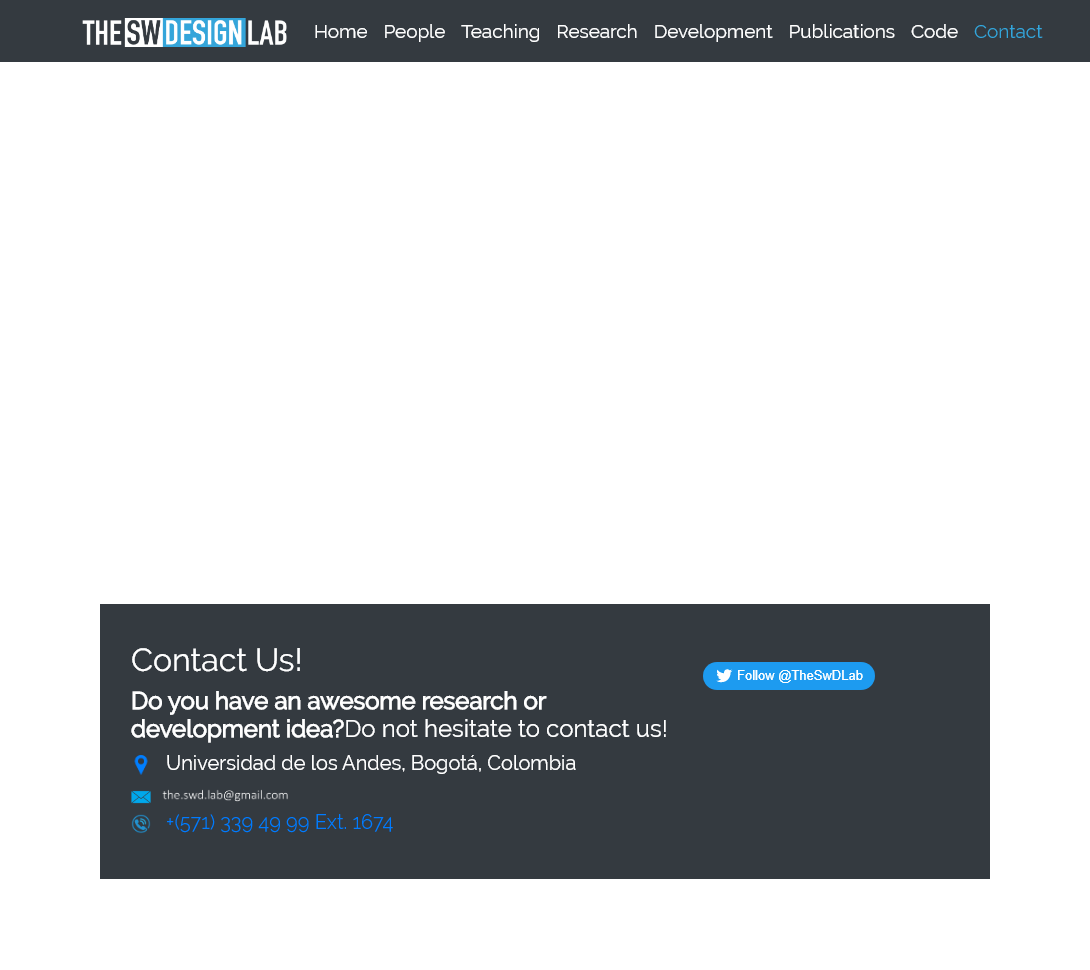 THE SW DESIGN LAB Home People Teaching Research Development Publications Code Contact
Contact Us!
Follow @TheSwDLab
Do you have an awesome research or
development idea?Do not hesitate to contact us!
Universidad de los Andes, Bogotá, Colombia
the.swd.lab@gmail.com
+(571) 339 49 99 Ext. 1674